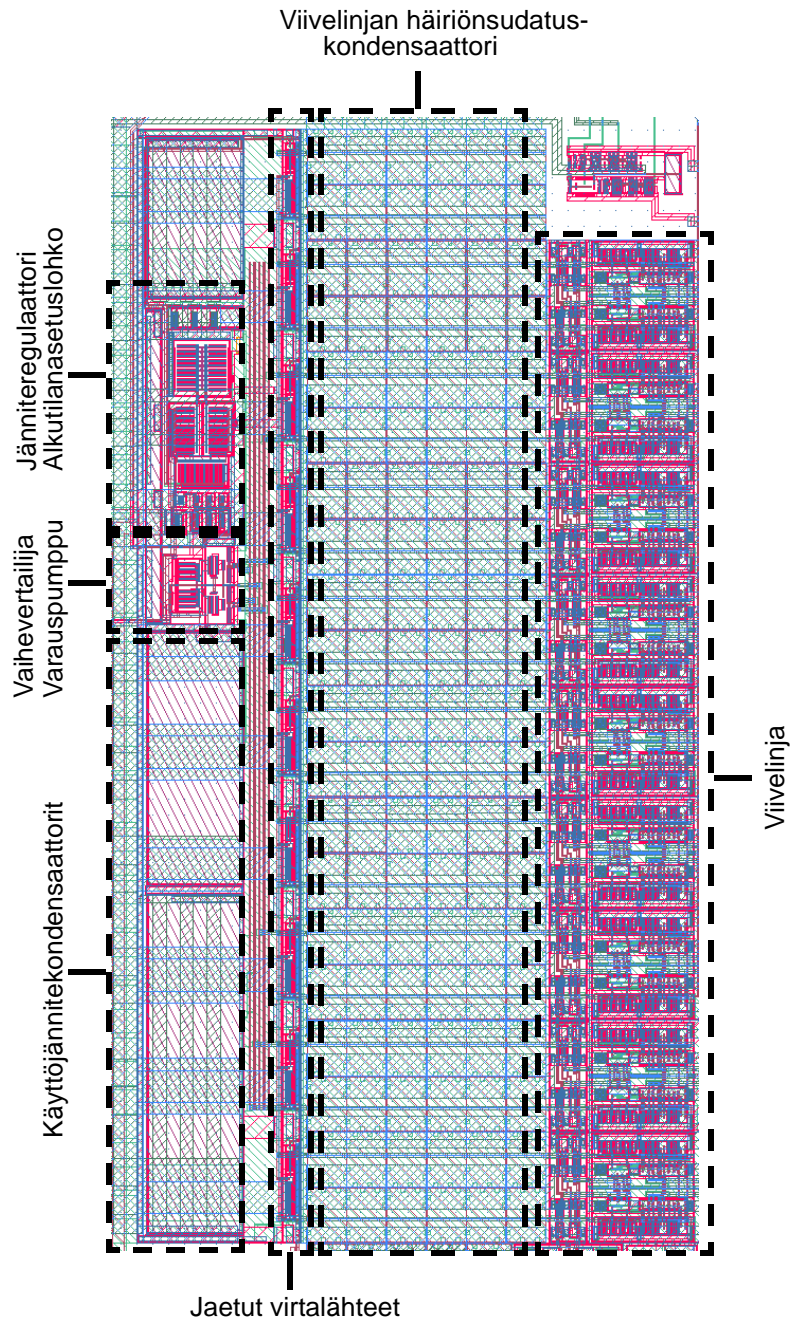 Viivelinjan häiriönsudatus-
kondensaattori
Jänniteregulaattori
Alkutilanasetuslohko
Vaihevertailija
Varauspumppu
Käyttöjännitekondensaattorit
Viivelinja
Jaetut virtalähteet